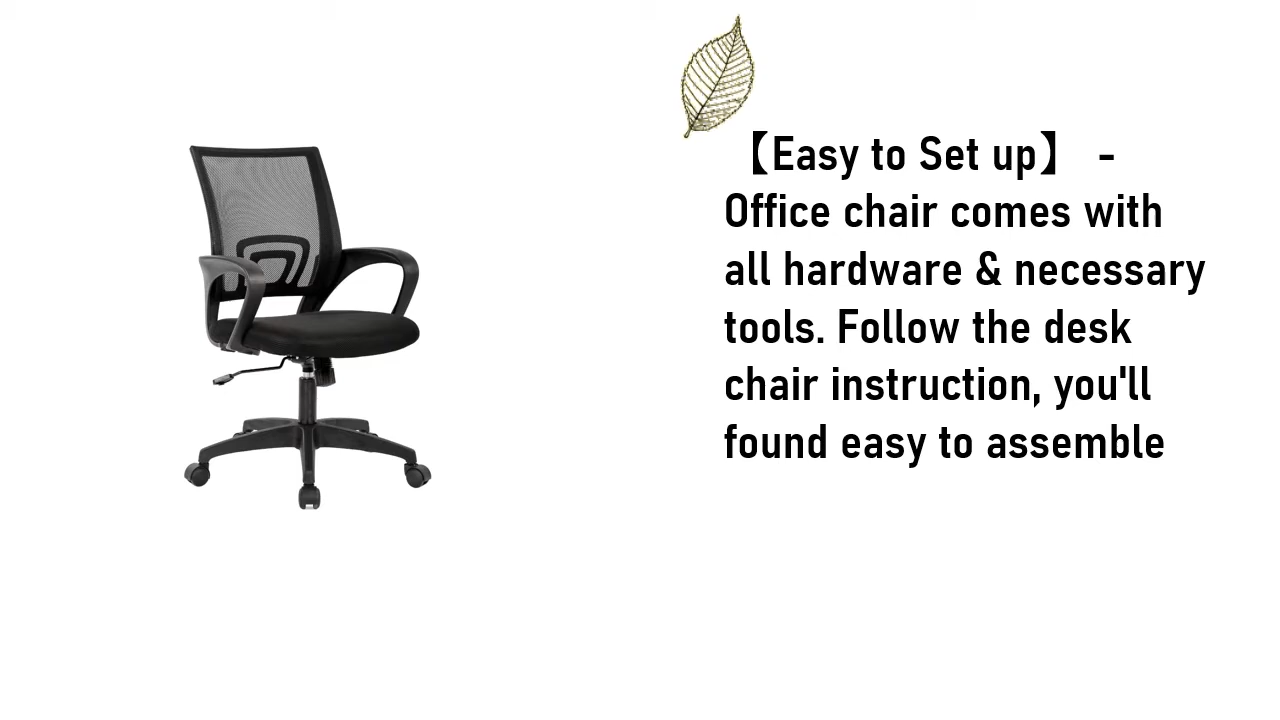 【Easy to Set up】 -
Office chair comes with
all hardware & necessary
tools. Follow the desk
chair instruction, you'll
found easy to assemble